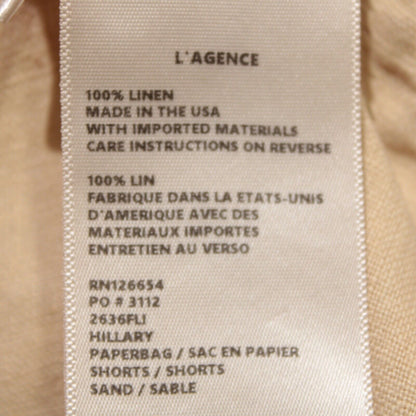 L'AGENCE
100% LINEN
MADE IN THE USA
WITH IMPORTED MATERIALS
CARE INSTRUCTIONS ON REVERSE
100% LIN
FABRIQUE DANS LA ETATS-UNIS
D'AMERIQUE AVEC DES
MATERIAUX IMPORTES
ENTRETIEN AU VERSO
RN126654
PO # 3112
2636FLI
HILLARY
PAPERBAG / SAC EN PAPIER
SHORTS / SHORTS
SAND / SABLE